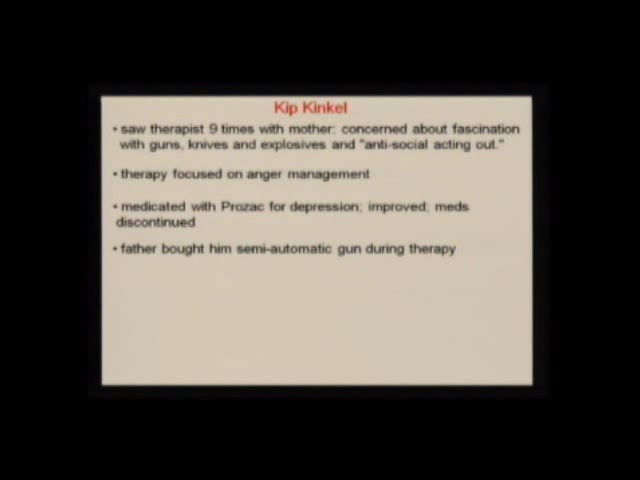 Kip Kinkel
• saw therapist 9 times with mother: concerned about fascination
with guns, knives and explosives and "anti-social acting out."
• therapy focused on anger management
• medicated with Prozac for depression; improved; meds
discontinued
• father bought him semi-automatic gun during therapy